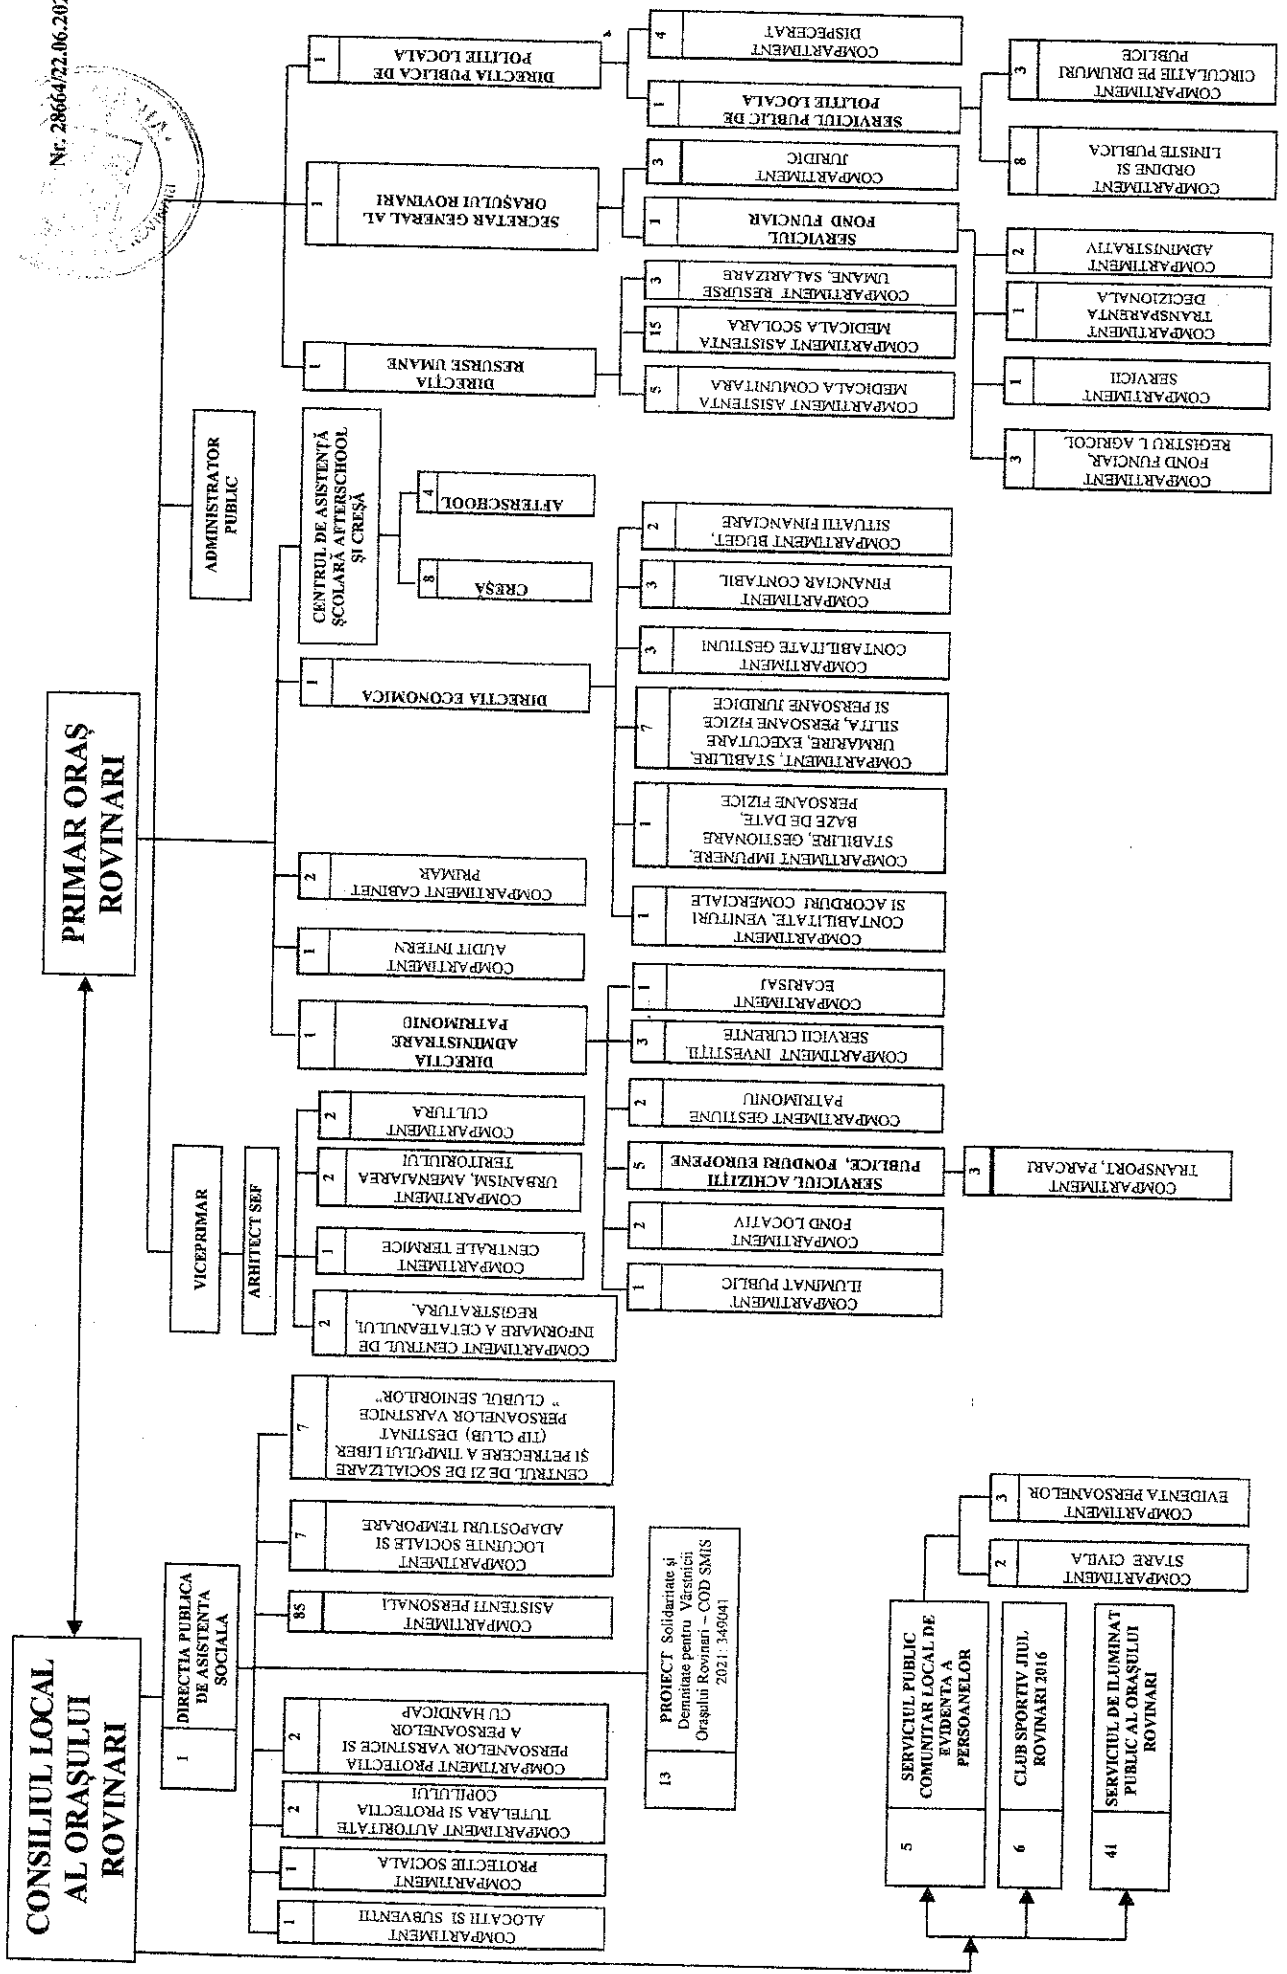 Nr. 28664/22.06.202
CONSILIUL LOCAL
AL ORAȘULUI
ROVINARI
PRIMAR ORAȘ
ROVINARI
1
DIRECTIA PUBLICA
DE ASISTENTA
SOCIALA
VICEPRIMAR
ARHITECT SEF
ADMINISTRATOR
PUBLIC
1
COMPARTIMENT
ALOCATII SI SUBVENTII
1
COMPARTIMENT
PROTECTIE SOCIALA
2
COMPARTIMENT AUTORITATE
TUTELARA SI PROTECTIA
COPILULUI
2
COMPARTIMENT PROTECTIA
PERSOANELOR VARSTNICE SI
A PERSOANELOR
CU HANDICAP
85
COMPARTIMENT
ASISTENTI PERSONALI
7
COMPARTIMENT
LOCUINTE SOCIALE SI
ADAPOSTURI TEMPORARE
7
CENTRUL DE ZI DE SOCIALIZARE
ȘI PETRECERE A TIMPULUI LIBER
(TIP CLUB) DESTINAT
PERSOANELOR VARSTNICE
" CLUBUL SENIORILOR"
13
PROIECT Solidaritate și
Demnitate pentru Vârstnicii
Orașului Rovinari – COD SMIS
2021: 349041
2
COMPARTIMENT CENTRUL DE
INFORMARE A CETATEANULUI,
REGISTRATURA,
1
COMPARTIMENT
CENTRALE TERMICE
2
COMPARTIMENT
URBANISM, AMENAJAREA
TERITORIULUI
2
COMPARTIMENT
CULTURA
1
DIRECTIA
ADMINISTRARE
PATRIMONIU
1
COMPARTIMENT
AUDIT INTERN
2
COMPARTIMENT CABINET
PRIMAR
1
DIRECTIA ECONOMICA
CENTRUL DE ASISTENȚĂ
ȘCOLARĂ AFTERSCHOOL
ȘI CREȘĂ
8
CREȘĂ
4
AFTERSCHOOL
1
DIRECȚIA
RESURSE UMANE
1
SECRETAR GENERAL AL
ORAȘULUI ROVINARI
1
DIRECTIA PUBLICA DE
POLITIE LOCALA
1
COMPARTIMENT
ILUMINAT PUBLIC
2
COMPARTIMENT
FOND LOCATIV
5
SERVICIUL ACHIZIȚII
PUBLICE, FONDURI EUROPENE
2
COMPARTIMENT GESTIUNE
PATRIMONIU
3
COMPARTIMENT INVESTIȚII,
SERVICII CURENTE
1
COMPARTIMENT
ECARISAJ
3
COMPARTIMENT
TRANSPORT, PARCARI
1
COMPARTIMENT
CONTABILITATE, VENITURI
SI ACORDURI COMERCIALE
1
COMPARTIMENT IMPUNERE,
STABILIRE, GESTIONARE
BAZE DE DATE,
PERSOANE FIZICE
7
COMPARTIMENT, STABILIRE,
URMARIRE, EXECUTARE
SILITA, PERSOANE FIZICE
SI PERSOANE JURIDICE
3
COMPARTIMENT
CONTABILITATE GESTIUNI
3
COMPARTIMENT
FINANCIAR CONTABIL
2
COMPARTIMENT BUGET,
SITUATII FINANCIARE
5
COMPARTIMENT ASISTENTA
MEDICALA COMUNITARA
15
COMPARTIMENT ASISTENTA
MEDICALA SCOLARA
3
COMPARTIMENT RESURSE
UMANE, SALARIZARE
1
SERVICIUL
FOND FUNCIAR
3
COMPARTIMENT
JURIDIC
1
SERVICIUL PUBLIC DE
POLITIE LOCALA
4
COMPARTIMENT
DISPECERAT
3
COMPARTIMENT
FOND FUNCIAR,
REGISTRUL AGRICOL
1
COMPARTIMENT
SERVICII
1
COMPARTIMENT
TRANSPARENTA
DECIZIONALA
2
COMPARTIMENT
ADMINISTRATIV
8
COMPARTIMENT
ORDINE SI
LINISTE PUBLICA
3
COMPARTIMENT
CIRCULATIE PE DRUMURI
PUBLICE
5
SERVICIUL PUBLIC
COMUNITAR LOCAL DE
EVIDENTA A
PERSOANELOR
6
CLUB SPORTIV JIUL
ROVINARI 2016
41
SERVICIUL DE ILUMINAT
PUBLIC AL ORAȘULUI
ROVINARI
2
COMPARTIMENT
STARE CIVILA
3
COMPARTIMENT
EVIDENTA PERSOANELOR